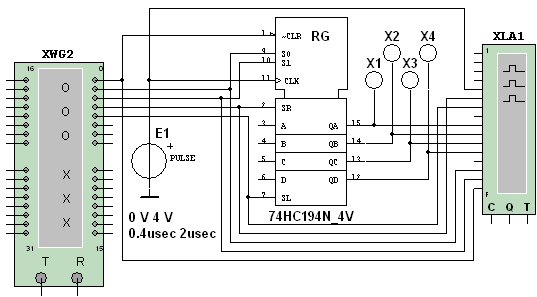 XWG2
16 0
O
O
O
X
X
X
31 15
T R
E1
+
PULSE
0 V 4 V
0.4usec 2usec
RG
1 ~CLR
9 S0
10 S1
11 CLK
2 SR
3 A QA 15
4 B QB 14
5 C QC 13
6 D QD 12
7 SL
74HC194N_4V
X1
X2
X3
X4
XLA1
1
F
C Q T